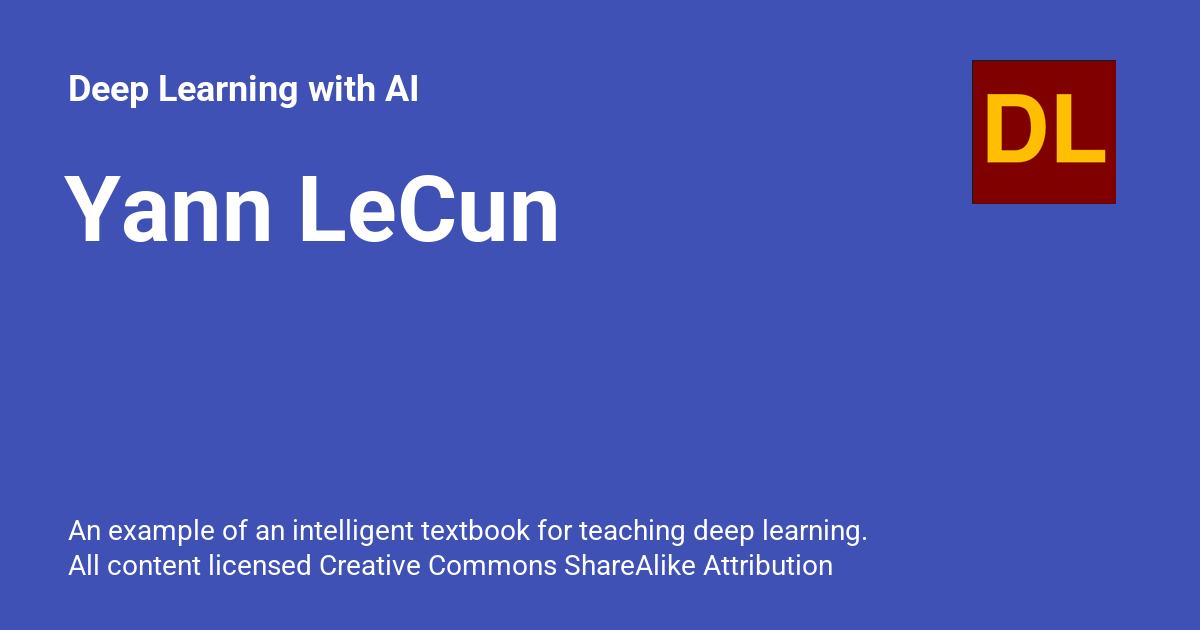 Deep Learning with AI
DL
Yann LeCun
An example of an intelligent textbook for teaching deep learning.
All content licensed Creative Commons ShareAlike Attribution